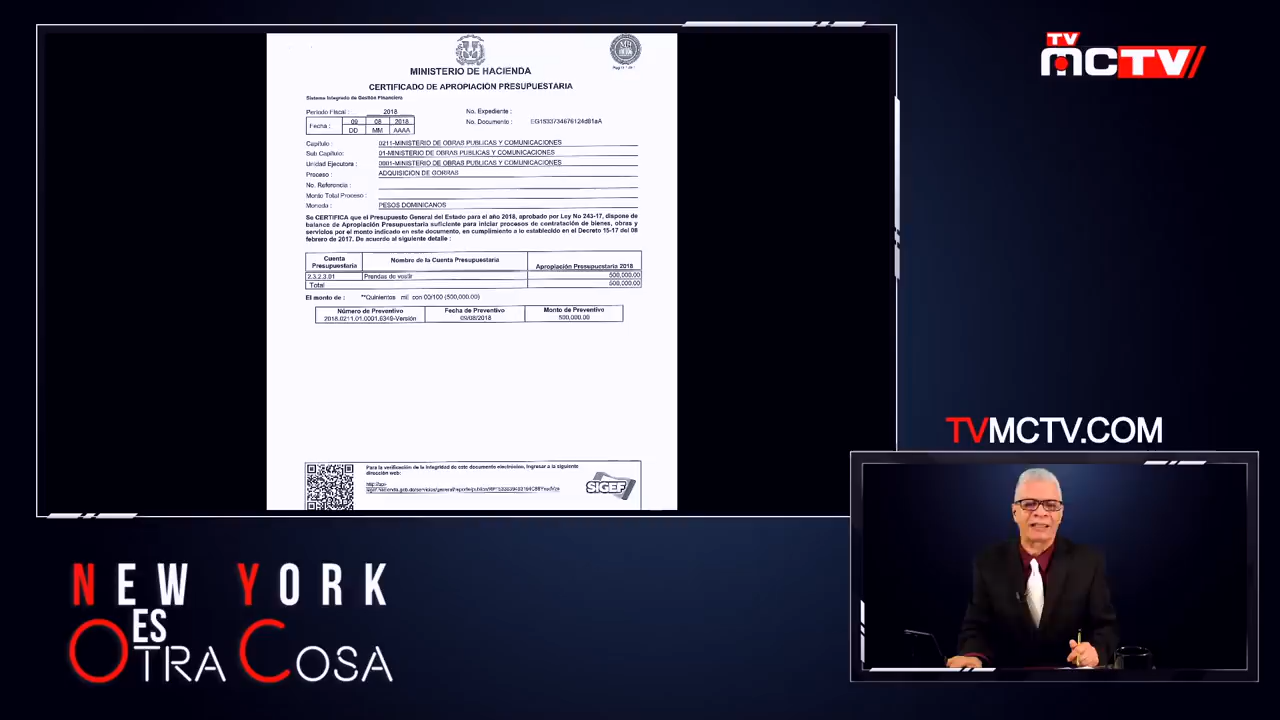 MINISTERIO DE HACIENDA
CERTIFICADO DE APROPIACIÓN PRESUPUESTARIA
Sistema Integrado de Gestión Financiera
Período Fiscal : 2018
No. Expediente :
Fecha : 09 08 2018
DD MM AAAA
No. Documento :
Capítulo : 0211-MINISTERIO DE OBRAS PUBLICAS Y COMUNICACIONES
Sub Capítulo: 01-MINISTERIO DE OBRAS PUBLICAS Y COMUNICACIONES
Unidad Ejecutora : 0001-MINISTERIO DE OBRAS PUBLICAS Y COMUNICACIONES
Proceso : ADQUISICION DE GORRAS
No. Referencia :
Monto Total Proceso :
Moneda : PESOS DOMINICANOS
Se CERTIFICA que el Presupuesto General del Estado para el año 2018, aprobado por Ley No 243-17, dispone de
balance de Apropiación Presupuestaria suficiente para iniciar procesos de contratación de bienes, obras y
servicios por el monto indicado en este documento, en cumplimiento a lo establecido en el Decreto 15-17 del 08
febrero de 2017. De acuerdo al siguiente detalle :
Cuenta Presupuestaria Nombre de la Cuenta Presupuestaria Apropiación Presupuestaria 2018
2.3.2.3.01 Prendas de vestir 500,000.00
Total 500,000.00
El monto de : **Quinientos mil con 00/100 (500,000.00)
Número de Preventivo Fecha de Preventivo Monto de Preventivo
2018.0211.01.0001.6349-Versión 09/08/2018 500,000.00
Para la verificación de la integridad de este documento electrónico, ingresar a la siguiente
dirección web:
SIGEF
TV
MCTV
TVMCTV.COM
NEW YORK
ES
OTRA COSA